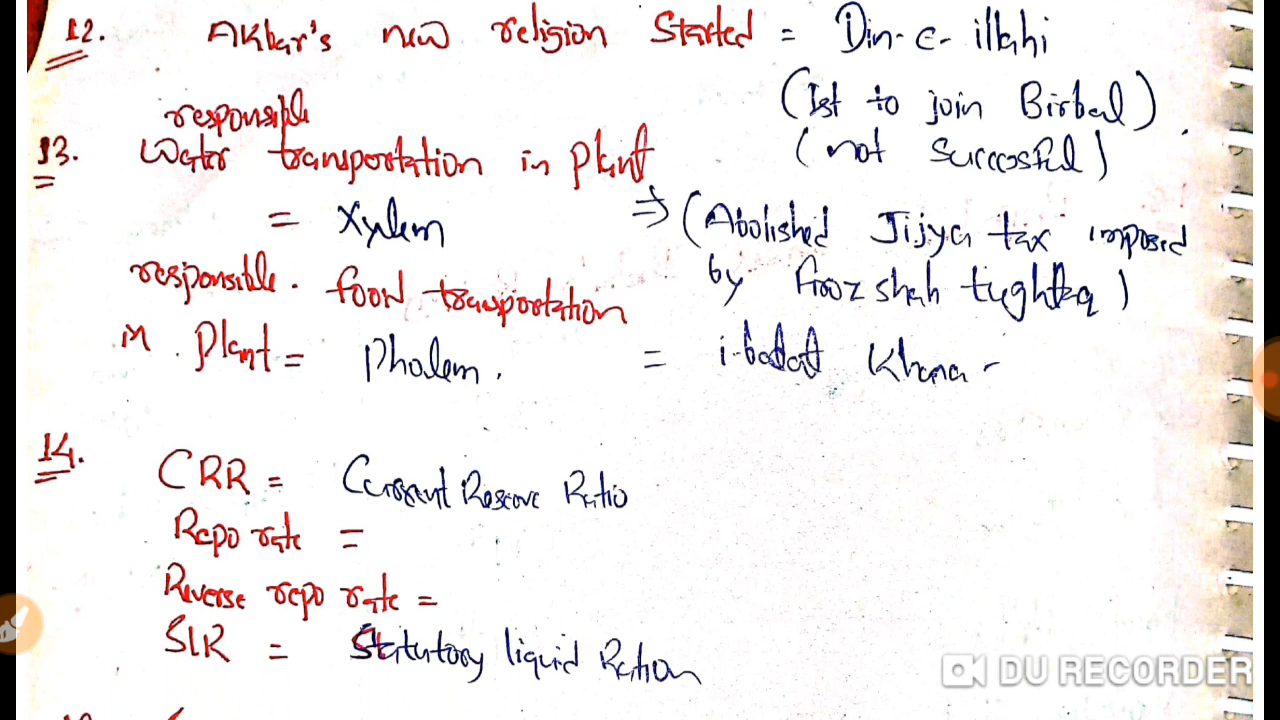 12. Akbar's new religion Started = Din-e-illahi
(Ist to join Birbal)
(not Successful)
responsible
13. Water transportation in plant
= Xylem
⇒ (Abolished Jijya tax imposed
by firoz shah tughlaq)
responsible. food transportation
in Plant = Pholem.
= i-badat Khana -
14. CRR = Current Reserve Ratio
Repo rate =
Reverse repo rate =
SLR = Statutory liquid Ration
DU RECORDER